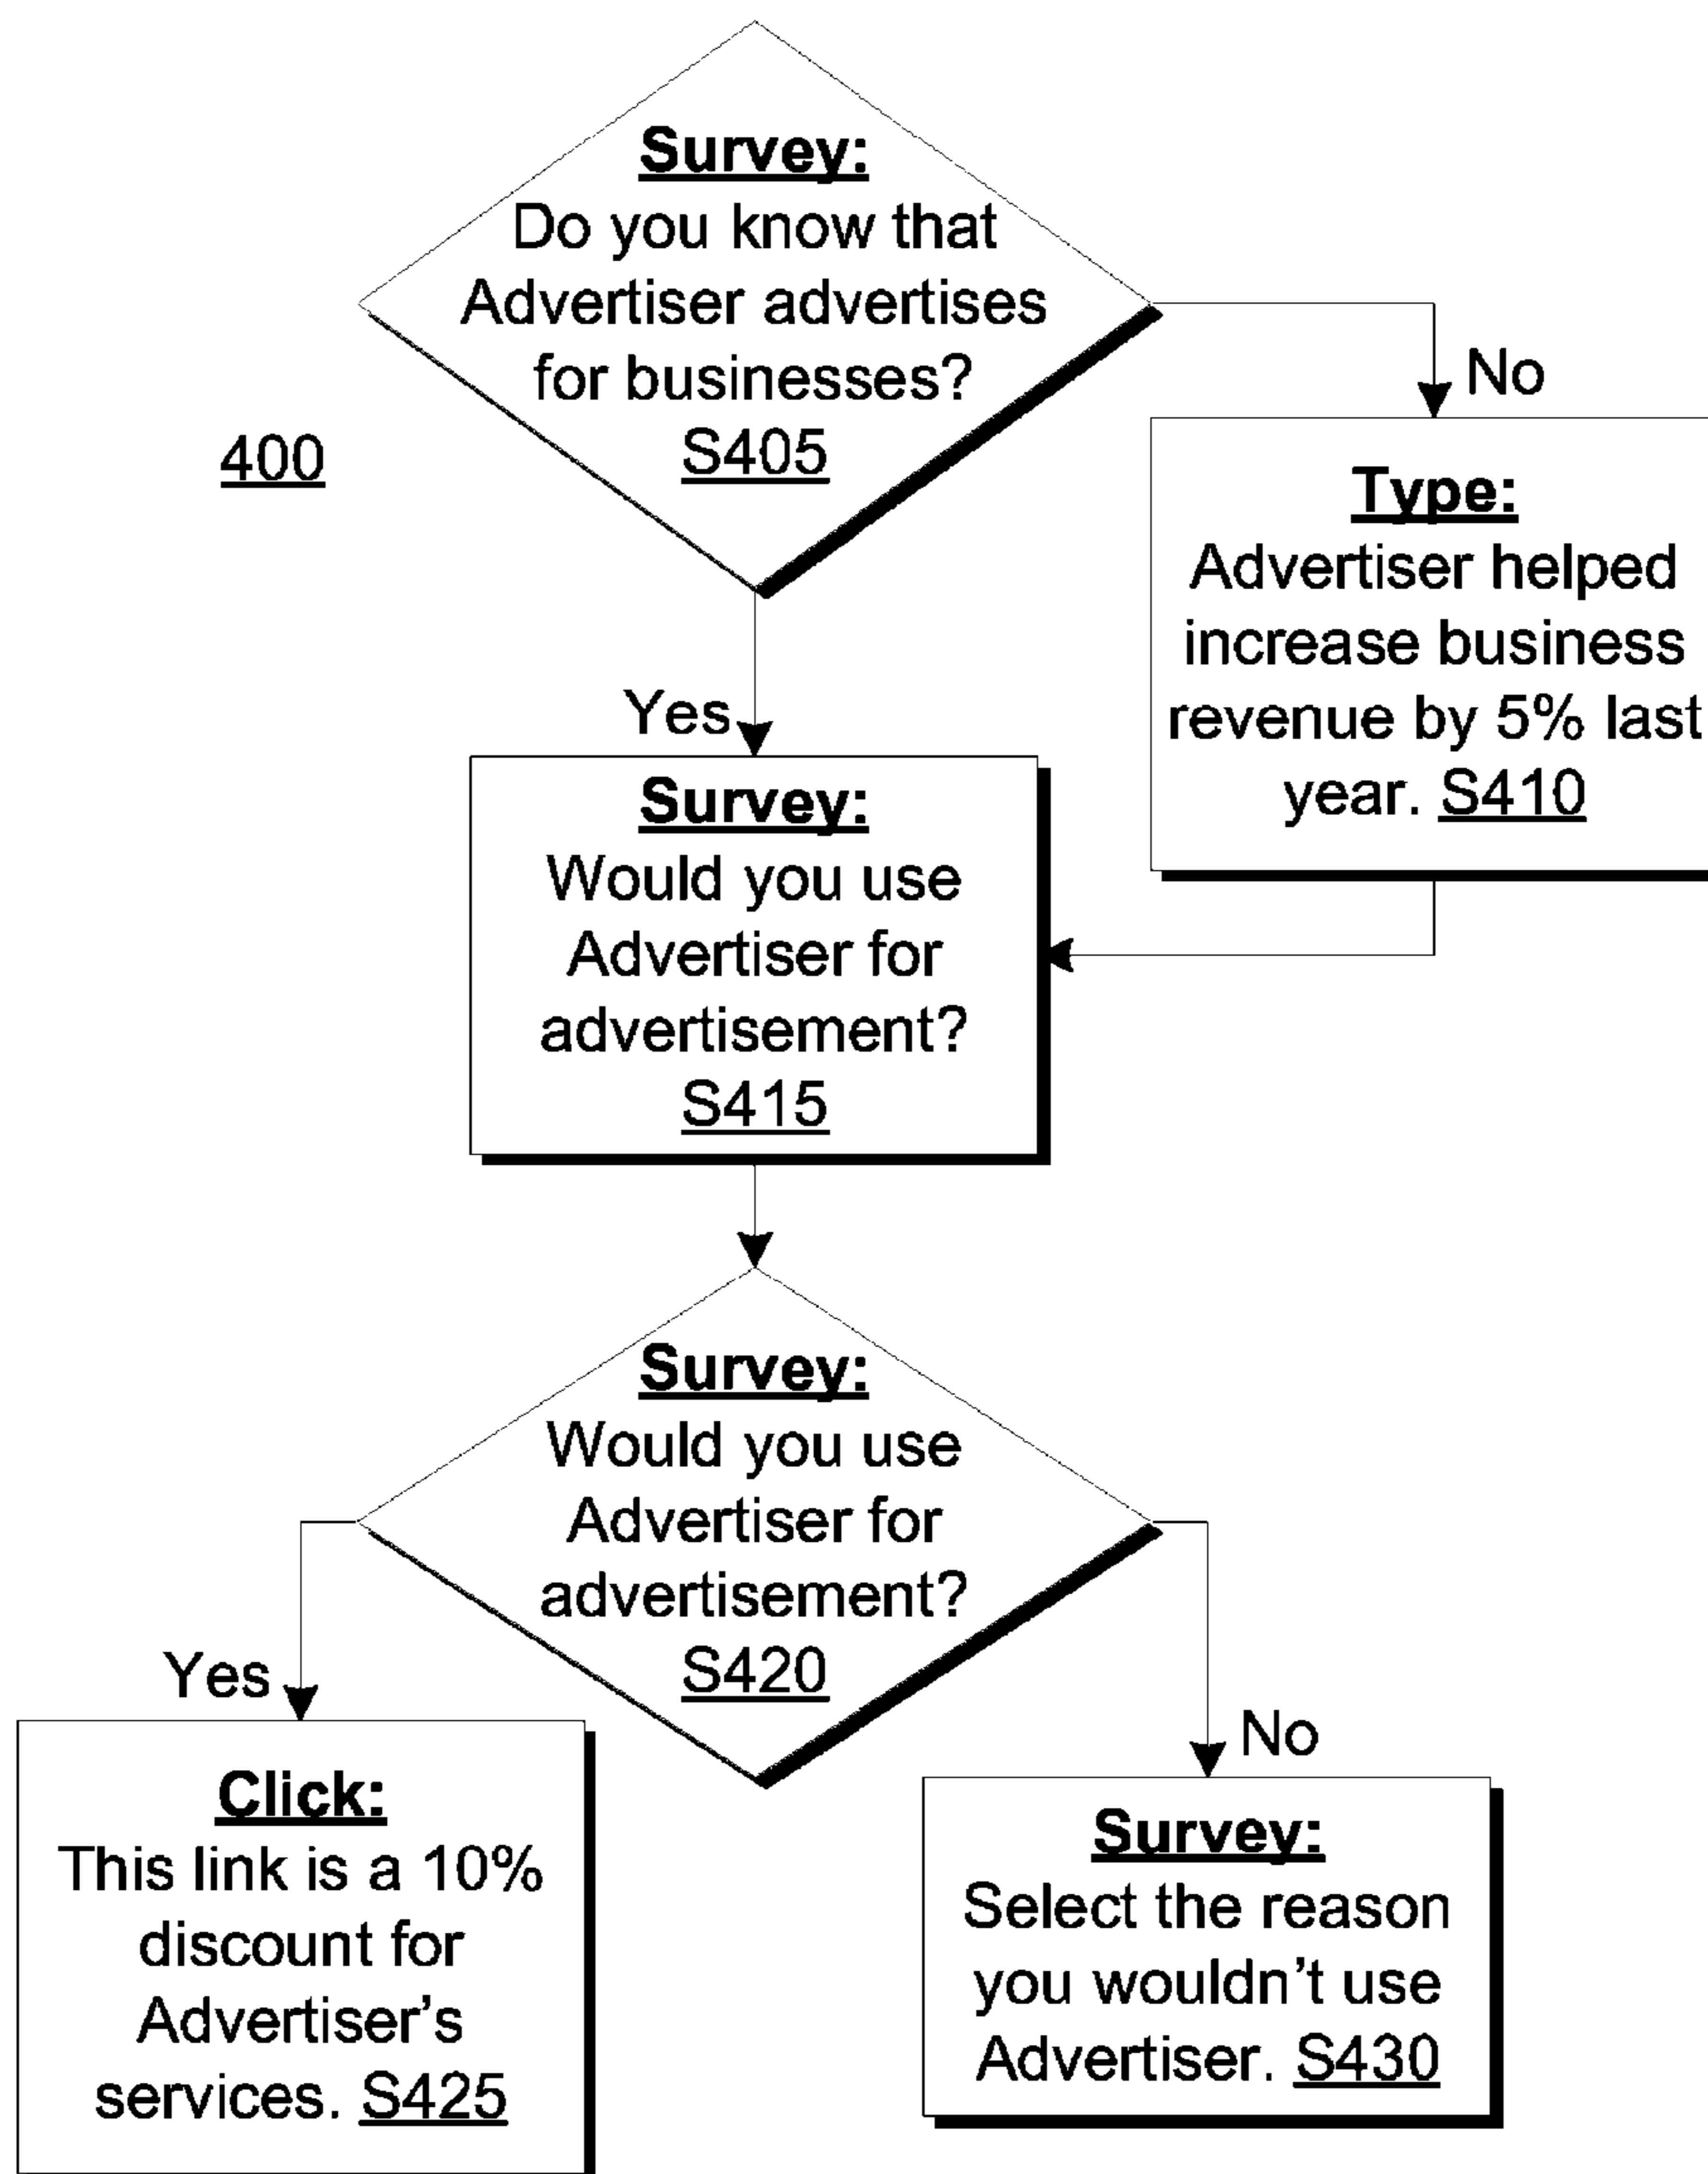 Survey:
Do you know that
Advertiser advertises
for businesses?
S405
400
No
Type:
Advertiser helped
increase business
revenue by 5% last
year. S410
Yes
Survey:
Would you use
Advertiser for
advertisement?
S415
Survey:
Would you use
Advertiser for
advertisement?
S420
Yes
Click:
This link is a 10%
discount for
Advertiser's
services. S425
No
Survey:
Select the reason
you wouldn't use
Advertiser. S430